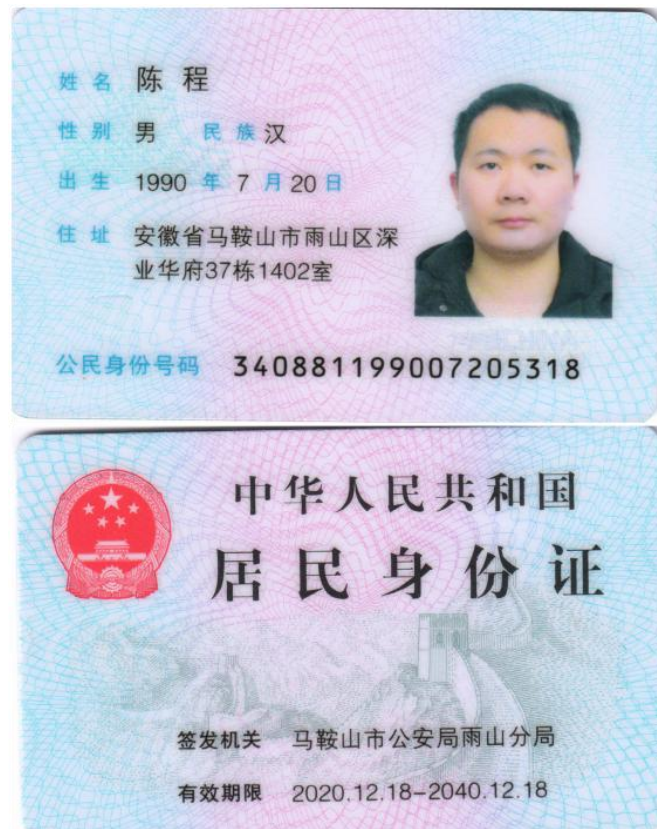 姓名 陈程
性别 男 民族 汉
出生 1990 年 7 月 20 日
住址 安徽省马鞍山市雨山区深
业华府37栋1402室
公民身份号码 340881199007205318
中华人民共和国
居民身份证
签发机关 马鞍山市公安局雨山分局
有效期限 2020.12.18-2040.12.18